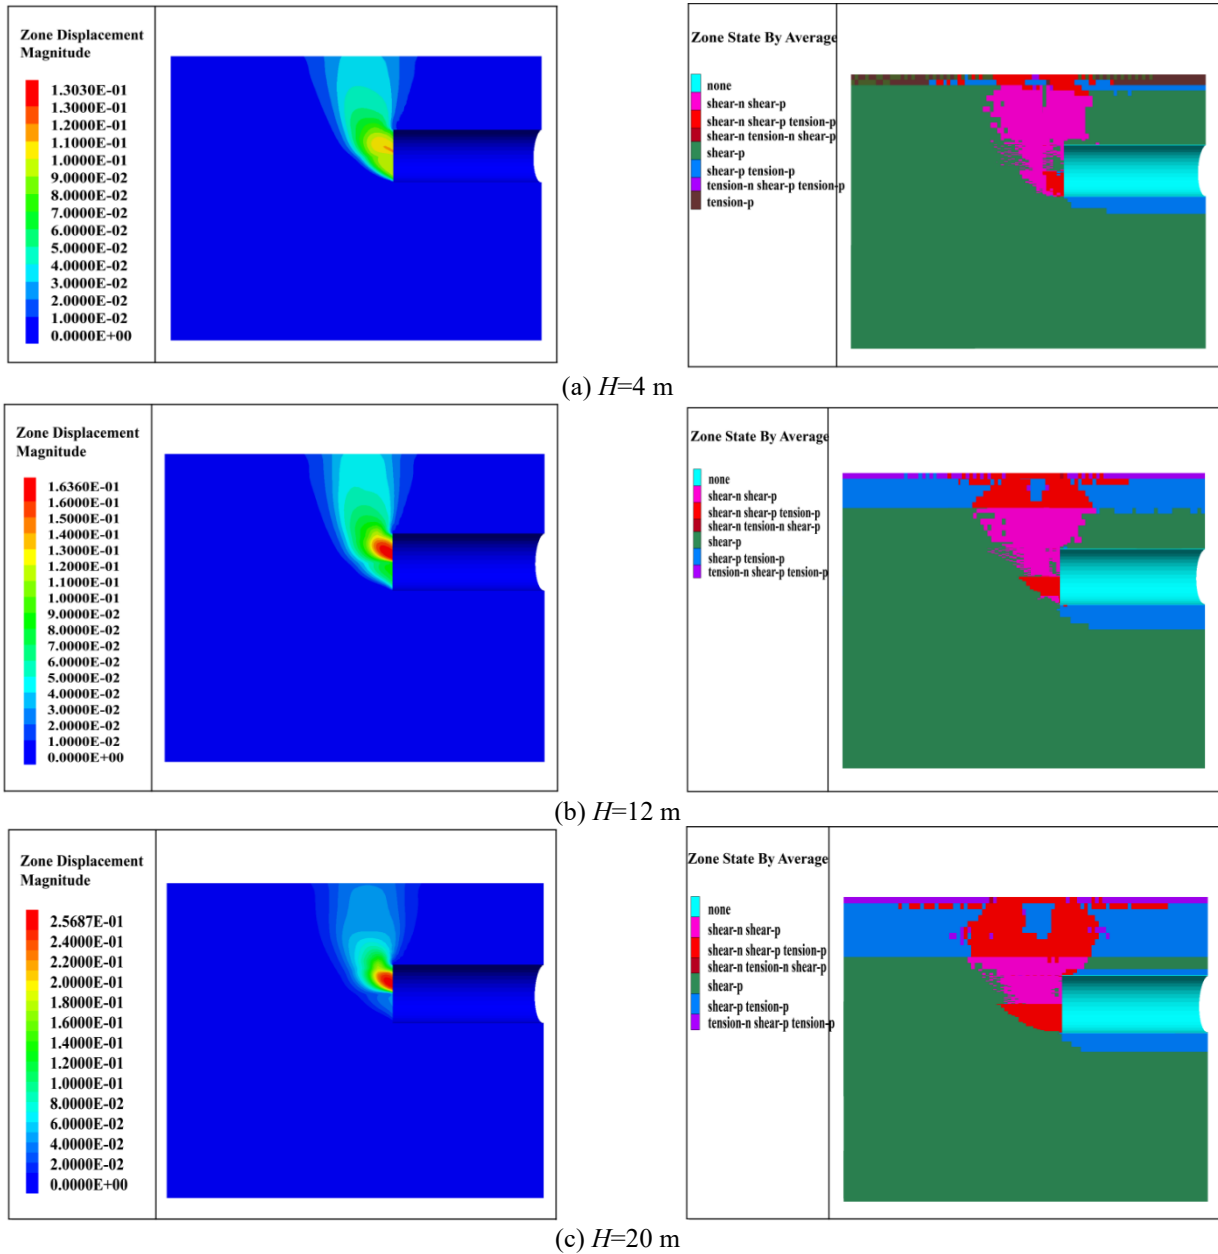 Zone Displacement
Magnitude
1.3030E-01
1.3000E-01
1.2000E-01
1.1000E-01
1.0000E-01
9.0000E-02
8.0000E-02
7.0000E-02
6.0000E-02
5.0000E-02
4.0000E-02
3.0000E-02
2.0000E-02
1.0000E-02
0.0000E+00
Zone State By Average
none
shear-n shear-p
shear-n shear-p tension-p
shear-n tension-n shear-p
shear-p
shear-p tension-p
tension-n shear-p tension-p
tension-p
(a) H=4 m
Zone Displacement
Magnitude
1.6360E-01
1.6000E-01
1.5000E-01
1.4000E-01
1.3000E-01
1.2000E-01
1.1000E-01
1.0000E-01
9.0000E-02
8.0000E-02
7.0000E-02
6.0000E-02
5.0000E-02
4.0000E-02
3.0000E-02
2.0000E-02
1.0000E-02
0.0000E+00
Zone State By Average
none
shear-n shear-p
shear-n shear-p tension-p
shear-n tension-n shear-p
shear-p
shear-p tension-p
tension-n shear-p tension-p
(b) H=12 m
Zone Displacement
Magnitude
2.5687E-01
2.4000E-01
2.2000E-01
2.0000E-01
1.8000E-01
1.6000E-01
1.4000E-01
1.2000E-01
1.0000E-01
8.0000E-02
6.0000E-02
4.0000E-02
2.0000E-02
0.0000E+00
Zone State By Average
none
shear-n shear-p
shear-n shear-p tension-p
shear-n tension-n shear-p
shear-p
shear-p tension-p
tension-n shear-p tension-p
(c) H=20 m